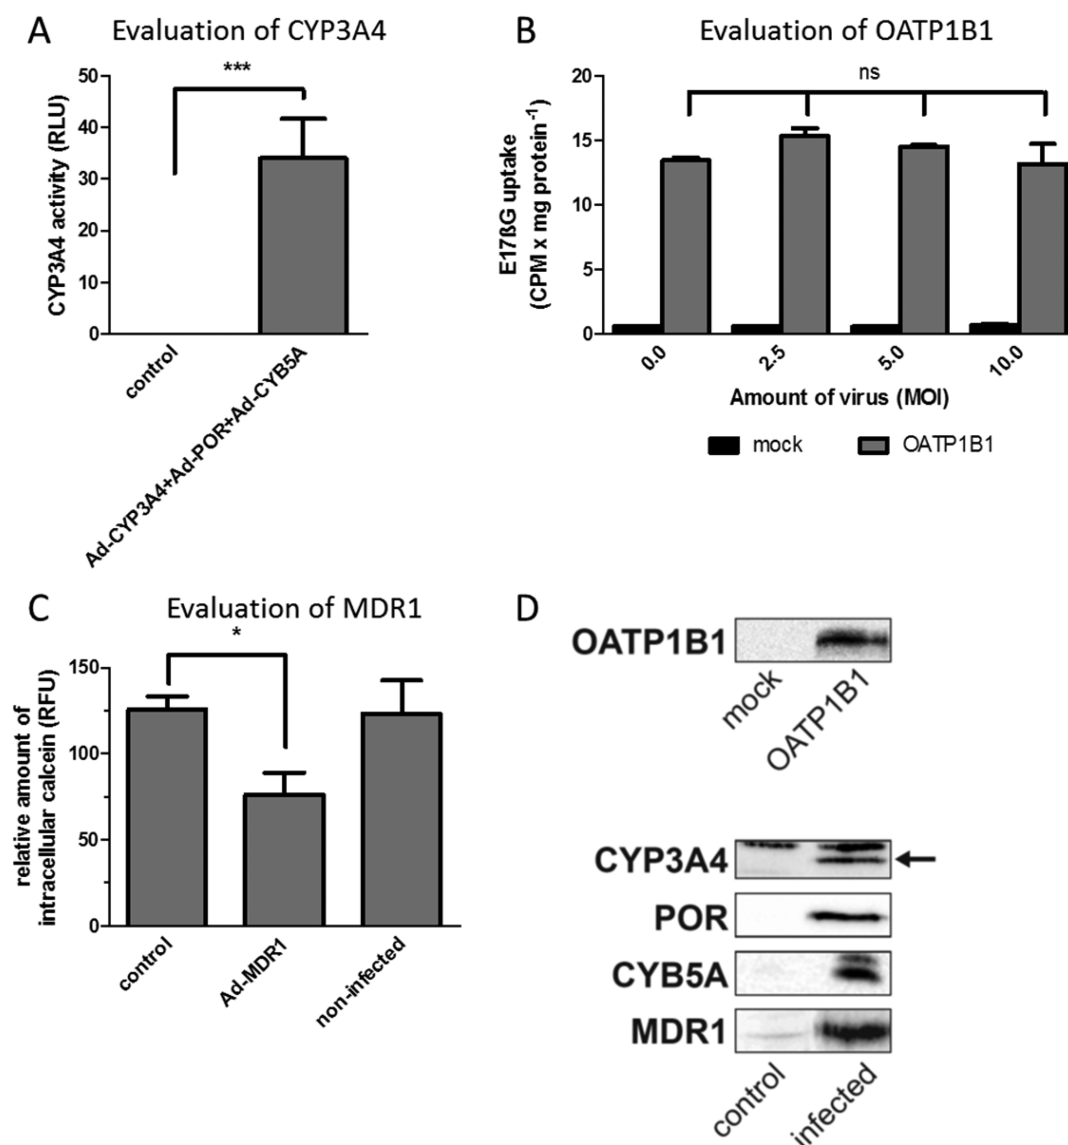 A
Evaluation of CYP3A4
***
50
40
30
20
10
0
CYP3A4 activity (RLU)
control
Ad-CYP3A4+Ad-POR+Ad-CYB5A
B
Evaluation of OATP1B1
ns
20
15
10
5
0
E17ßG uptake
(CPM x mg protein⁻¹)
0.0
2.5
5.0
10.0
Amount of virus (MOI)
mock
OATP1B1
C
Evaluation of MDR1
*
150
100
50
0
relative amount of
intracellular calcein (RFU)
control
Ad-MDR1
non-infected
D
OATP1B1
mock
OATP1B1
CYP3A4
POR
CYB5A
MDR1
control
infected